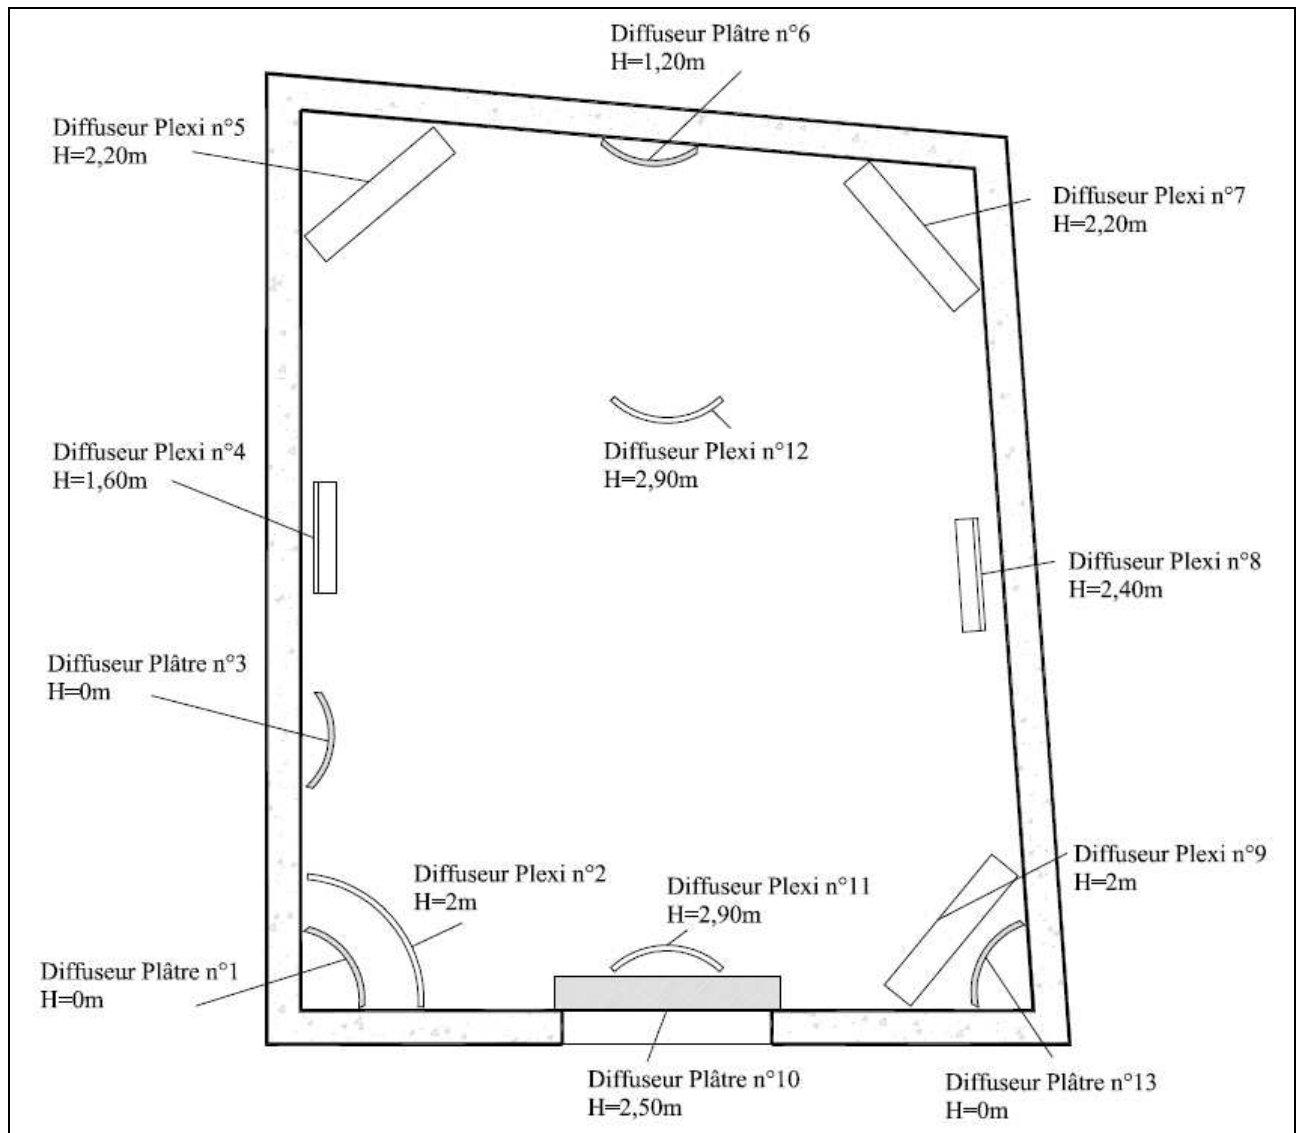 Diffuseur Plâtre n°6
H=1,20m
Diffuseur Plexi n°5
H=2,20m
Diffuseur Plexi n°7
H=2,20m
Diffuseur Plexi n°4
H=1,60m
Diffuseur Plexi n°12
H=2,90m
Diffuseur Plexi n°8
H=2,40m
Diffuseur Plâtre n°3
H=0m
Diffuseur Plexi n°2
H=2m
Diffuseur Plexi n°11
H=2,90m
Diffuseur Plexi n°9
H=2m
Diffuseur Plâtre n°1
H=0m
Diffuseur Plâtre n°10
H=2,50m
Diffuseur Plâtre n°13
H=0m